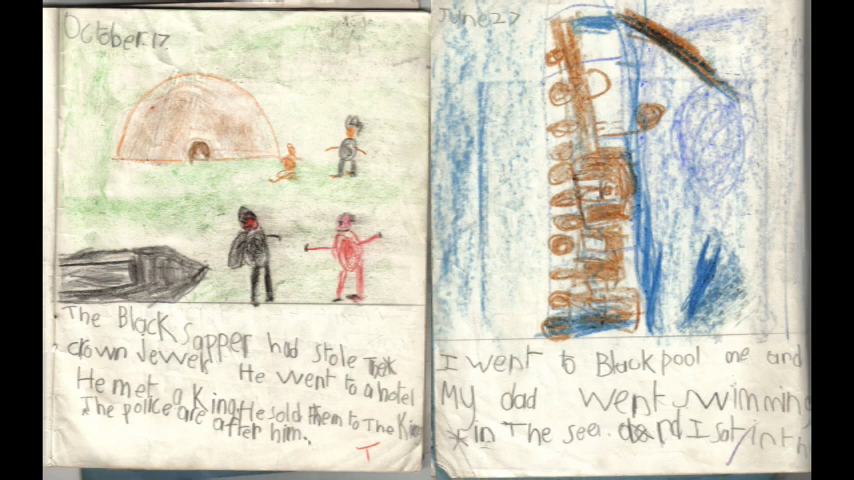 October 17.
The Black Sapper had stole The
crown Jewels He went to a hotel
He met a King He sold them to The King
The police are after him.
T
June 27
I went to Blackpool me and
My dad went swimming
*in The sea. and I sat in th